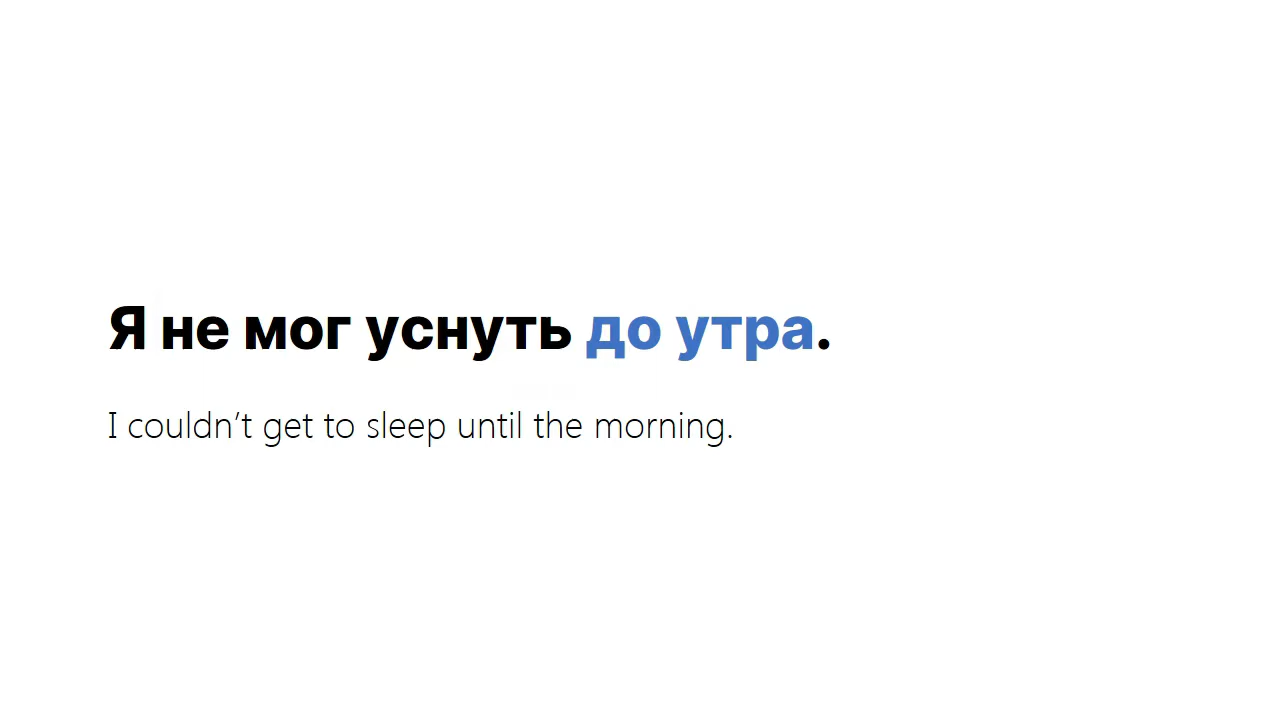 Я не мог уснуть до утра.
I couldn’t get to sleep until the morning.